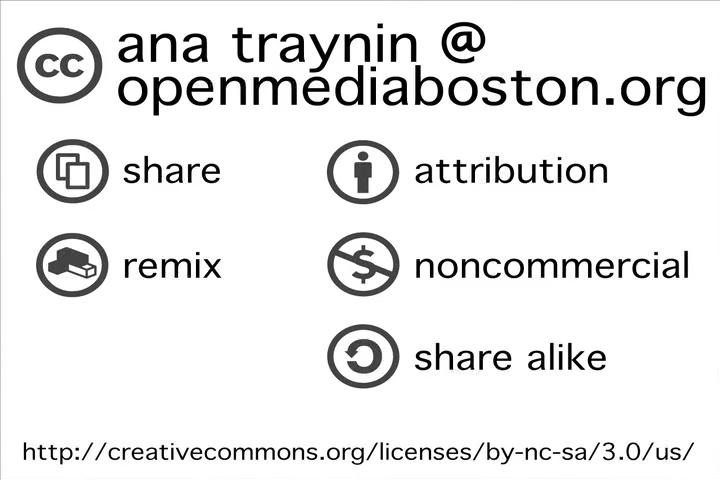 cc
ana traynin @
openmediaboston.org
share
attribution
remix
$
noncommercial
share alike
http://creativecommons.org/licenses/by-nc-sa/3.0/us/